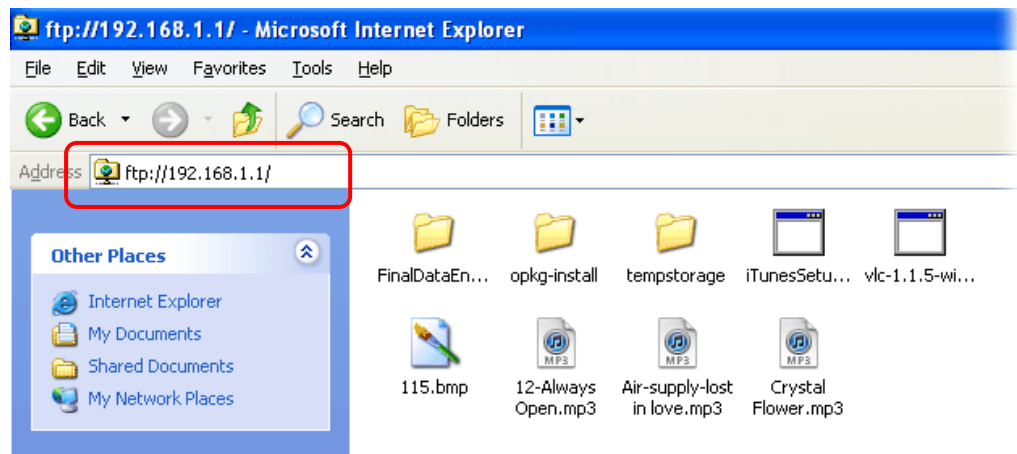 ftp://192.168.1.1/ - Microsoft Internet Explorer
File Edit View Favorites Tools Help
Back Search Folders
Address ftp://192.168.1.1/
Other Places
Internet Explorer
My Documents
Shared Documents
My Network Places
FinalDataEn... opkg-install tempstorage iTunesSetu... vlc-1.1.5-wi...
MP3 MP3 MP3
115.bmp 12-Always Air-supply-lost Crystal
Open.mp3 in love.mp3 Flower.mp3